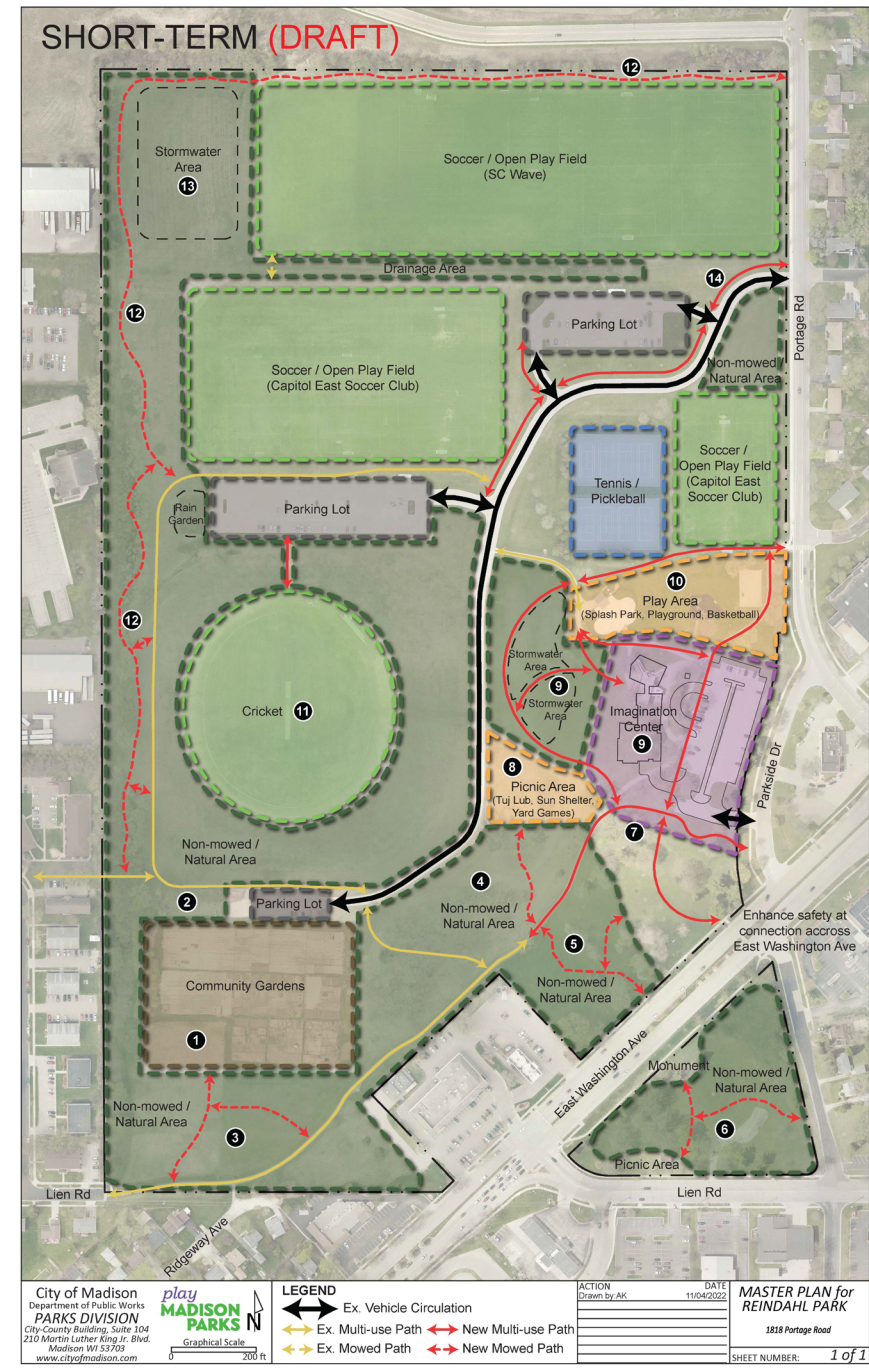 SHORT-TERM (DRAFT)
12
Stormwater
Area
13
Soccer / Open Play Field
(SC Wave)
Drainage Area
14
12
Parking Lot
Portage Rd
Soccer / Open Play Field
(Capitol East Soccer Club)
Non-mowed /
Natural Area
Soccer /
Open Play Field
(Capitol East
Soccer Club)
Tennis /
Pickleball
Rain
Garden
Parking Lot
10
Play Area
(Splash Park, Playground, Basketball)
12
Stormwater
Area
9
Stormwater
Area
Cricket 11
Imagination
Center
9
Parkside Dr
8
Picnic Area
(Tuj Lub, Sun Shelter,
Yard Games)
7
Non-mowed /
Natural Area
4
2
Parking Lot
Non-mowed /
Natural Area
Enhance safety at
connection accross
East Washington Ave
5
Non-mowed /
Natural Area
Community Gardens
1
East Washington Ave
Monument
Non-mowed /
Natural Area
Non-mowed /
Natural Area
3
6
Picnic Area
Lien Rd
Lien Rd
Ridgeway Ave
City of Madison
Department of Public Works
PARKS DIVISION
City-County Building, Suite 104
210 Martin Luther King Jr. Blvd.
Madison WI 53703
www.cityofmadison.com
play
MADISON
PARKS
N
Graphical Scale
0 200 ft
LEGEND
Ex. Vehicle Circulation
Ex. Multi-use Path New Multi-use Path
Ex. Mowed Path New Mowed Path
ACTION DATE
Drawn by:AK 11/04/2022
MASTER PLAN for
REINDAHL PARK
1818 Portage Road
SHEET NUMBER: 1 of 1